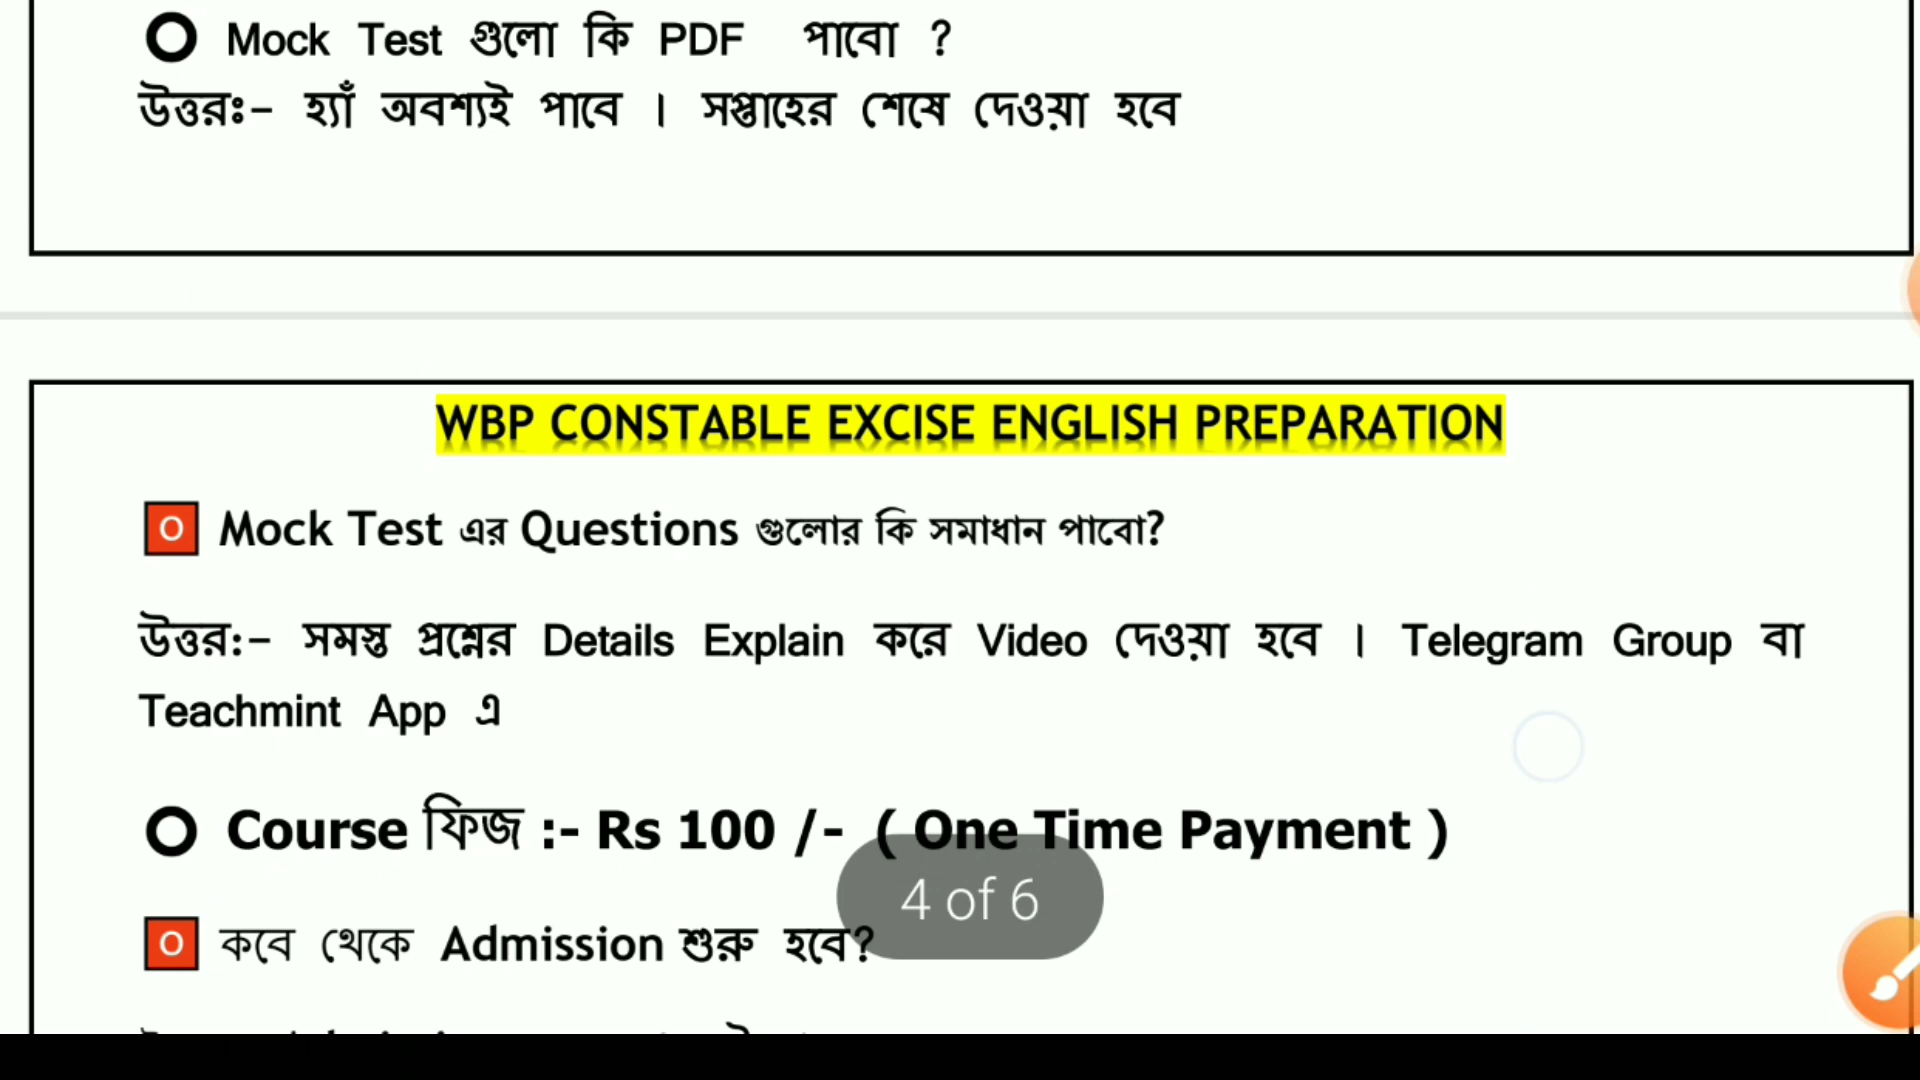 Mock Test গুলো কি PDF পাবো ?
উত্তরঃ– হ্যাঁ অবশ্যই পাবে । সপ্তাহের শেষে দেওয়া হবে
WBP CONSTABLE EXCISE ENGLISH PREPARATION
O Mock Test এর Questions গুলোর কি সমাধান পাবো?
উত্তর:– সমস্ত প্রশ্নের Details Explain করে Video দেওয়া হবে । Telegram Group বা
Teachmint App এ
Course ফিজ :- Rs 100 /- ( One Time Payment )
4 of 6
O কবে থেকে Admission শুরু হবে?